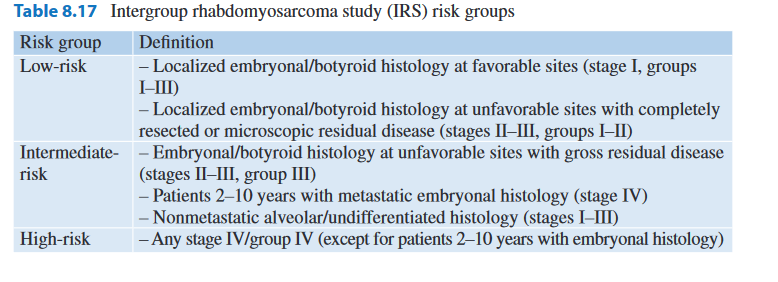 Table 8.17 Intergroup rhabdomyosarcoma study (IRS) risk groups
Risk group Definition
Low-risk – Localized embryonal/botyroid histology at favorable sites (stage I, groups
I–III)
– Localized embryonal/botyroid histology at unfavorable sites with completely
resected or microscopic residual disease (stages II–III, groups I–II)
Intermediate- – Embryonal/botyroid histology at unfavorable sites with gross residual disease
risk (stages II–III, group III)
– Patients 2–10 years with metastatic embryonal histology (stage IV)
– Nonmetastatic alveolar/undifferentiated histology (stages I–III)
High-risk – Any stage IV/group IV (except for patients 2–10 years with embryonal histology)